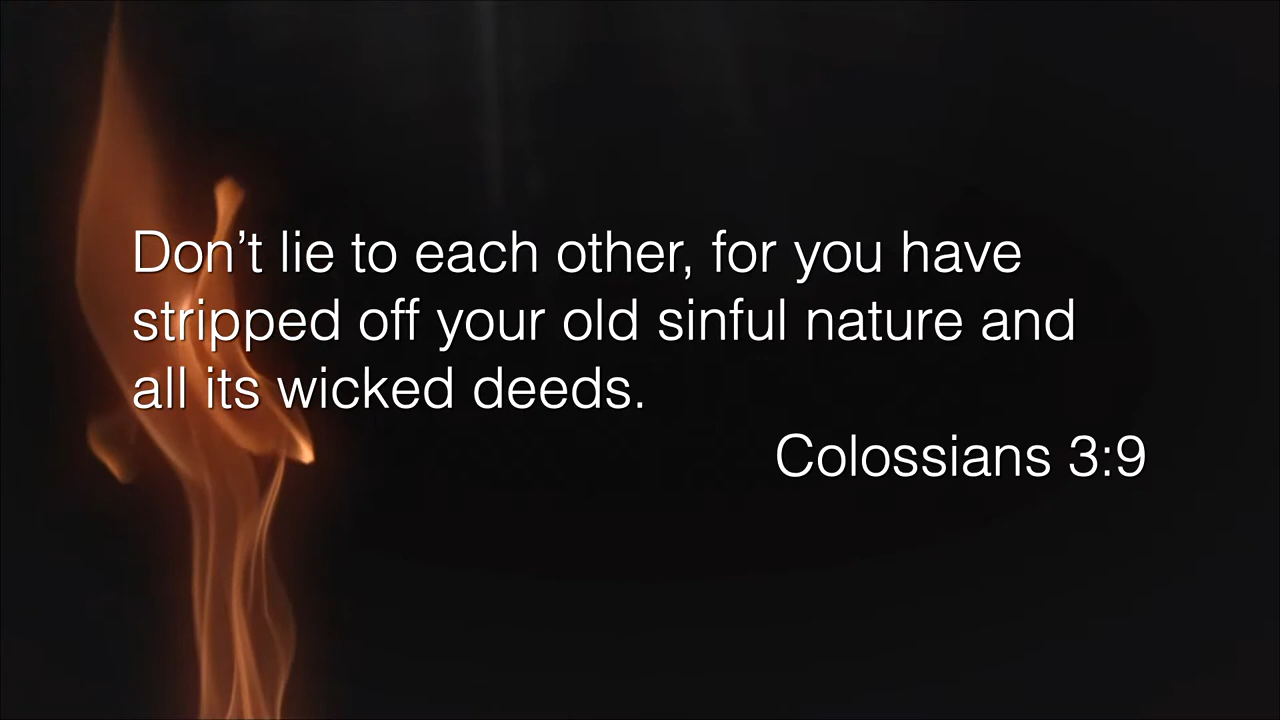 Don’t lie to each other, for you have
stripped off your old sinful nature and
all its wicked deeds.
Colossians 3:9